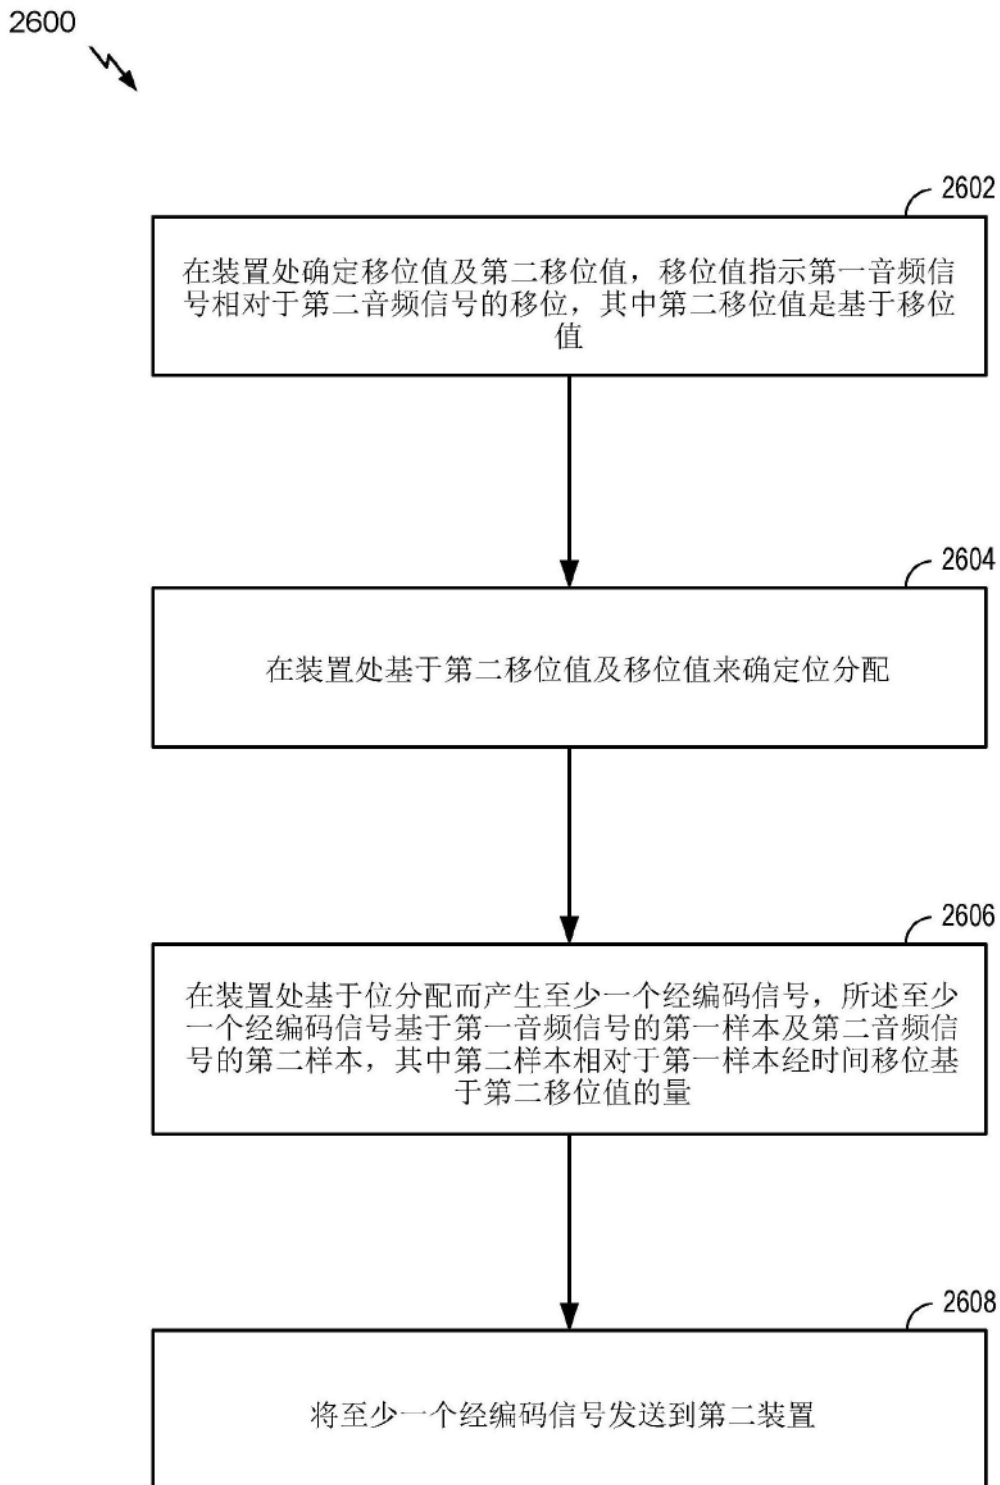 2600
2602
在装置处确定移位值及第二移位值，移位值指示第一音频信
号相对于第二音频信号的移位，其中第二移位值是基于移位
值
2604
在装置处基于第二移位值及移位值来确定位分配
2606
在装置处基于位分配而产生至少一个经编码信号，所述至少
一个经编码信号基于第一音频信号的第一样本及第二音频信
号的第二样本，其中第二样本相对于第一样本经时间移位基
于第二移位值的量
2608
将至少一个经编码信号发送到第二装置